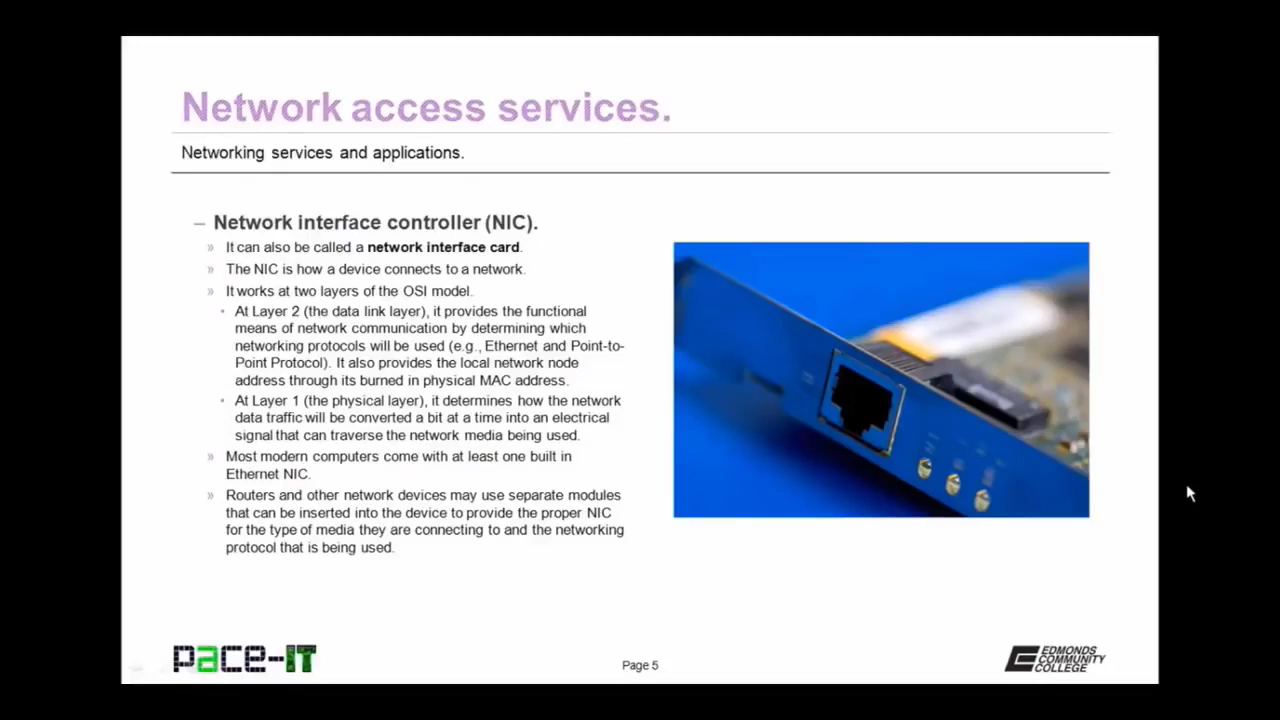 Network access services.
Networking services and applications.
– Network interface controller (NIC).
» It can also be called a network interface card.
» The NIC is how a device connects to a network.
» It works at two layers of the OSI model.
• At Layer 2 (the data link layer), it provides the functional
means of network communication by determining which
networking protocols will be used (e.g., Ethernet and Point-to-
Point Protocol). It also provides the local network node
address through its burned in physical MAC address.
• At Layer 1 (the physical layer), it determines how the network
data traffic will be converted a bit at a time into an electrical
signal that can traverse the network media being used.
» Most modern computers come with at least one built in
Ethernet NIC.
» Routers and other network devices may use separate modules
that can be inserted into the device to provide the proper NIC
for the type of media they are connecting to and the networking
protocol that is being used.
pace-IT
Page 5
EDMONDS
COMMUNITY
COLLEGE